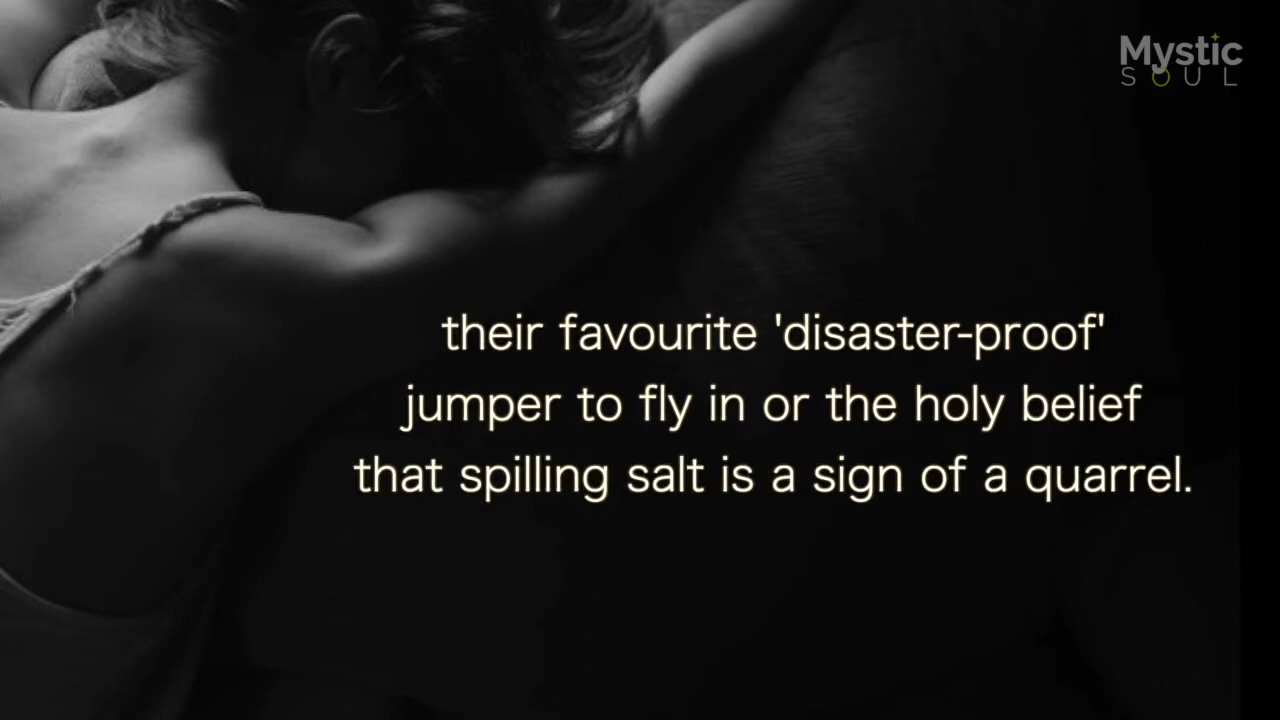 Mystic
SOUL
their favourite 'disaster-proof'
jumper to fly in or the holy belief
that spilling salt is a sign of a quarrel.